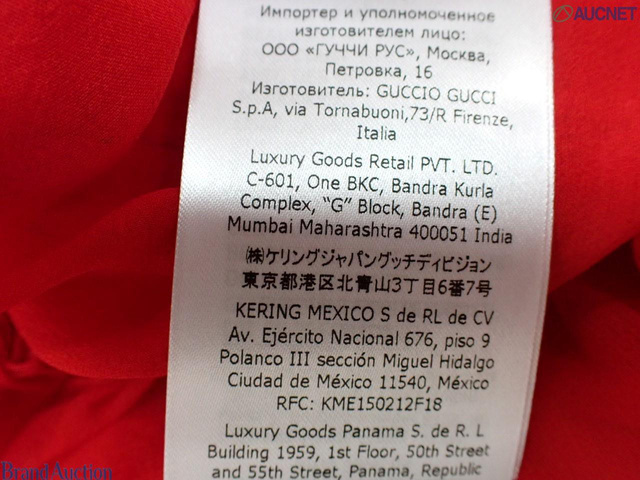 AUCNET
Импортер и уполномоченное
изготовителем лицо:
ООО «ГУЧЧИ РУС», Москва,
Петровка, 16
Изготовитель: GUCCIO GUCCI
S.p.A, via Tornabuoni,73/R Firenze,
Italia
Luxury Goods Retail PVT. LTD.
C-601, One BKC, Bandra Kurla
Complex, “G” Block, Bandra (E)
Mumbai Maharashtra 400051 India
㈱ケリングジャパングッチディビジョン
東京都港区北青山3丁目6番7号
KERING MEXICO S de RL de CV
Av. Ejército Nacional 676, piso 9
Polanco III sección Miguel Hidalgo
Ciudad de México 11540, México
RFC: KME150212F18
Luxury Goods Panama S. de R. L
Building 1959, 1st Floor, 50th Street
and 55th Street, Panama, Republic
Brand Auction